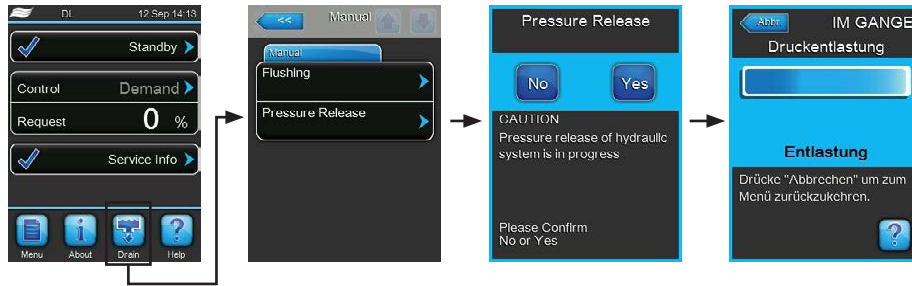 DL 12 Sep 14:13
Standby
Control Demand
Request 0 %
Service Info
Menu About Drain Help
<< Manual
Manual
Flushing
Pressure Release
Pressure Release
No Yes
CAUTION
Pressure release of hydraulic
system is in progress
Please Confirm
No or Yes
Abbr. IM GANGE
Druckentlastung
Entlastung
Drücke "Abbrechen" um zum
Menü zurückzukehren.
?